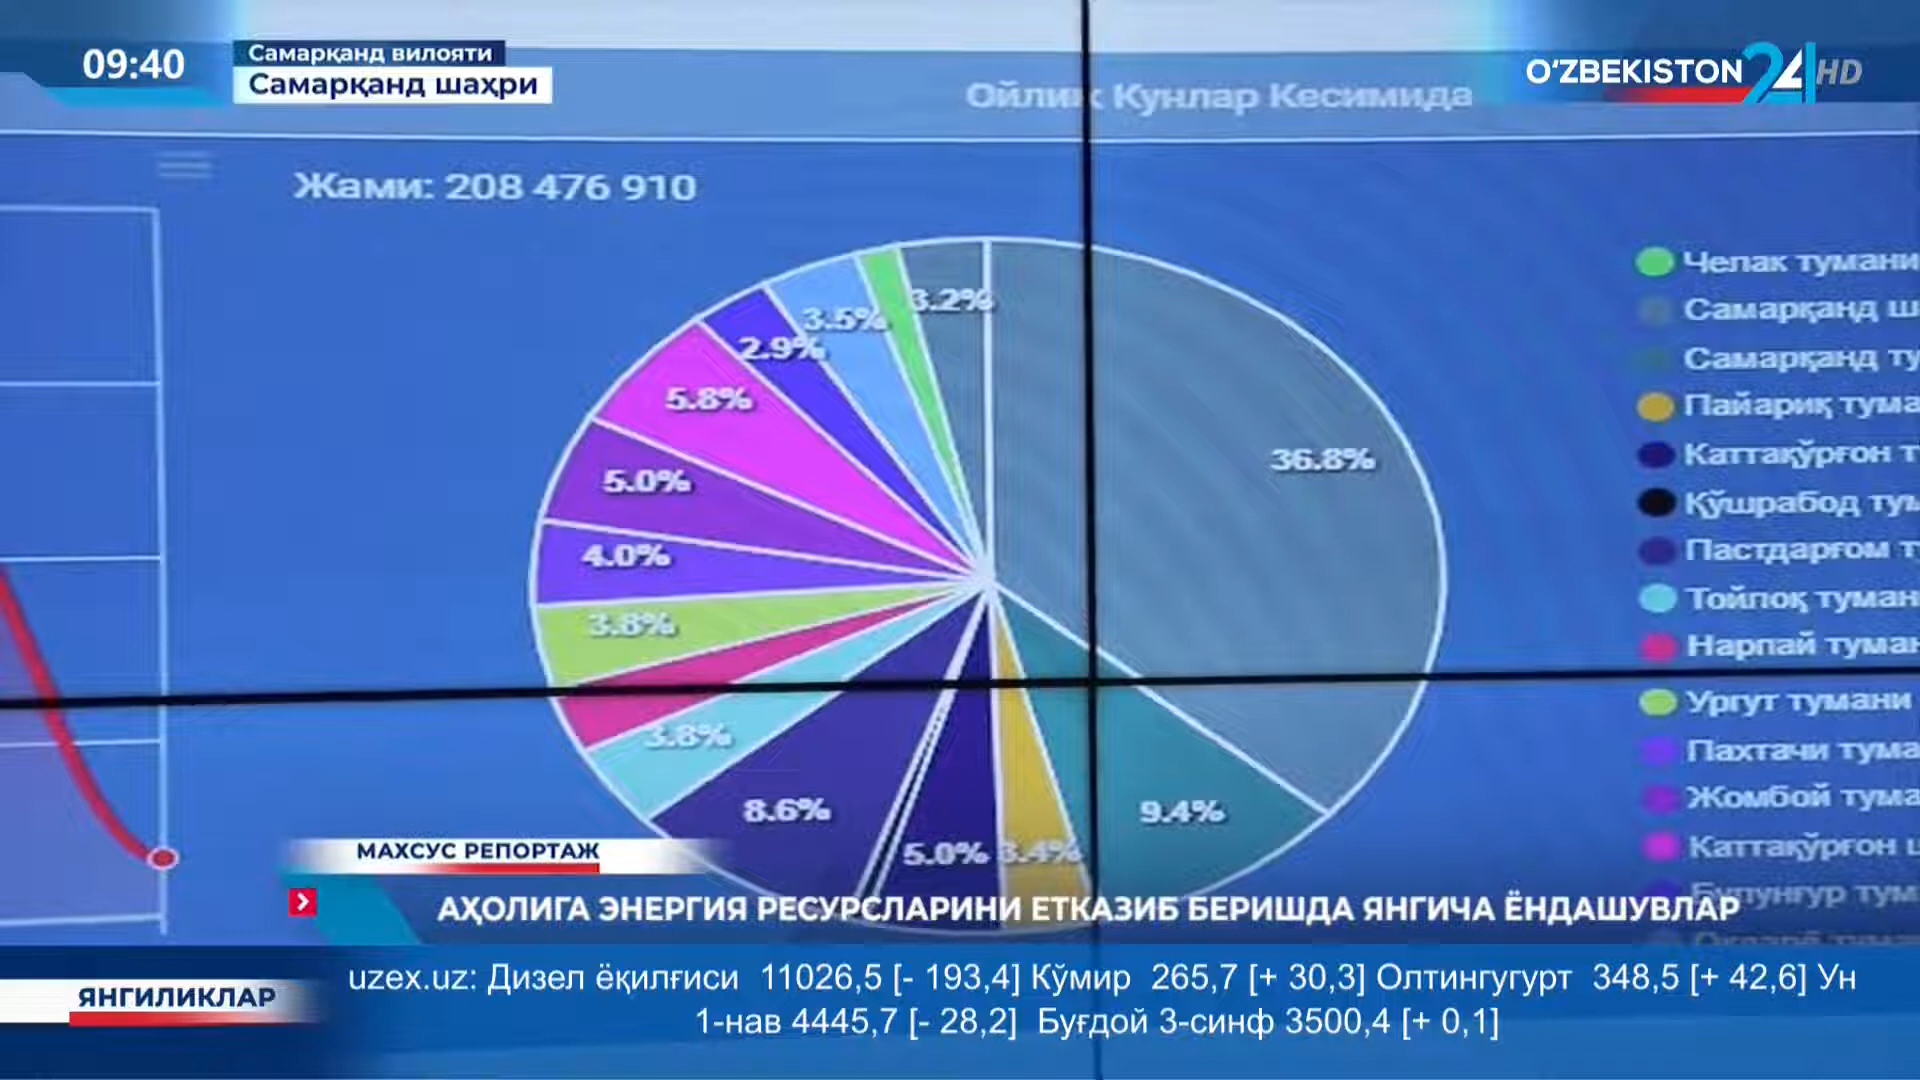 09:40
Самарқанд вилояти
Самарқанд шаҳри
O‘ZBEKISTON 24 HD
Ойлик Кунлар Кесимида
Жами: 208 476 910
3.2%
3.5%
2.9%
5.8%
5.0%
4.0%
3.8%
3.8%
8.6%
5.0%
3.4%
9.4%
36.8%
Челак тумани
Самарқанд ш
Самарқанд ту
Пайариқ тума
Каттақўрғон т
Қўшрабод тум
Пастдарғом т
Тойлоқ туман
Нарпай туман
Ургут тумани
Пахтачи тума
Жомбой тума
Каттақўрғон ш
Булунғур тум
МАХСУС РЕПОРТАЖ
АҲОЛИГА ЭНЕРГИЯ РЕСУРСЛАРИНИ ЕТКАЗИБ БЕРИШДА ЯНГИЧА ЁНДАШУВЛАР
ЯНГИЛИКЛАР
uzex.uz: Дизел ёқилғиси 11026,5 [- 193,4] Кўмир 265,7 [+ 30,3] Олтингугурт 348,5 [+ 42,6] Ун
1-нав 4445,7 [- 28,2] Буғдой 3-синф 3500,4 [+ 0,1]